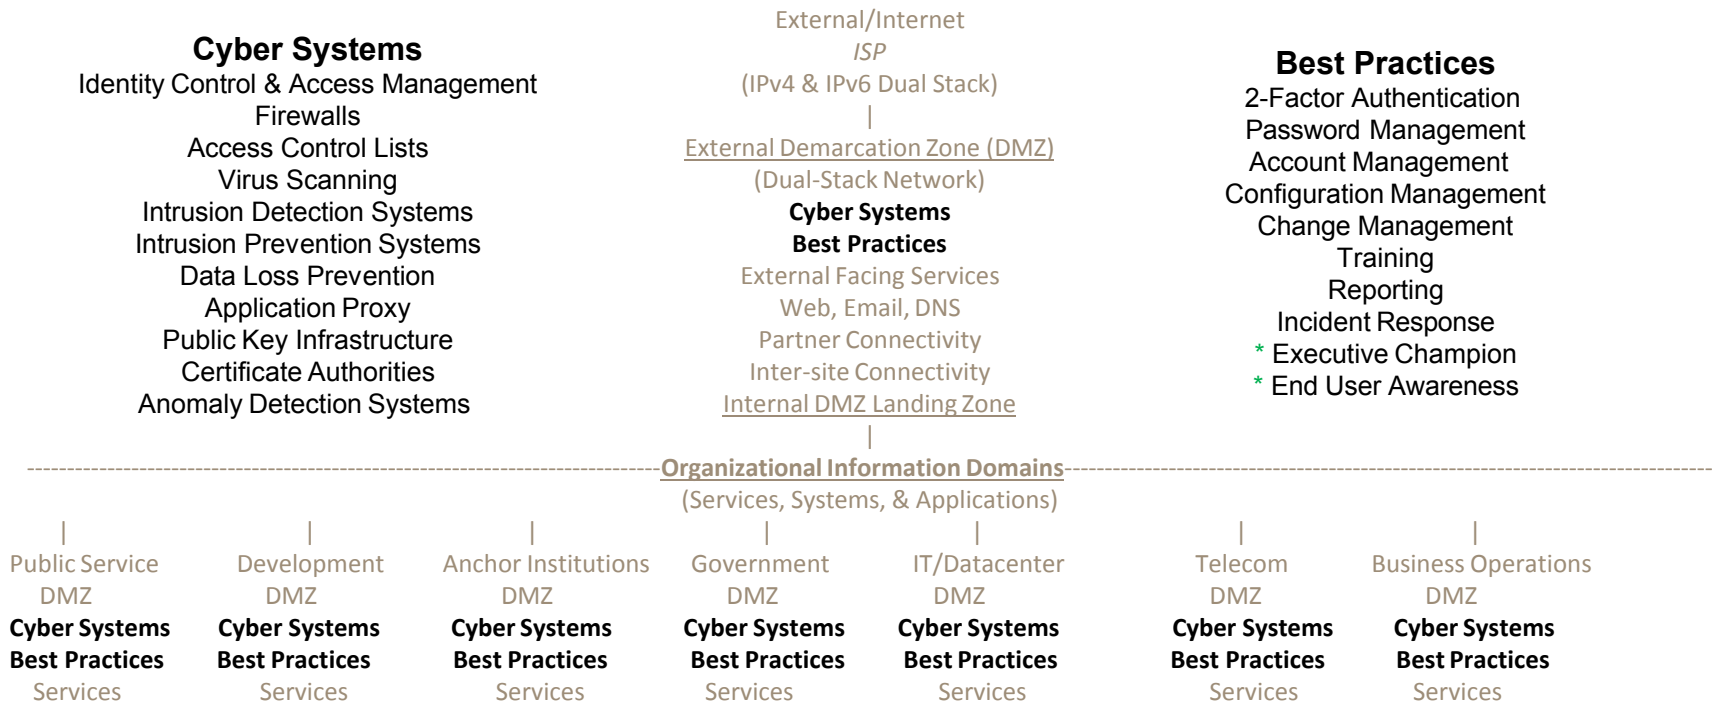 Cyber Systems
Identity Control & Access Management
Firewalls
Access Control Lists
Virus Scanning
Intrusion Detection Systems
Intrusion Prevention Systems
Data Loss Prevention
Application Proxy
Public Key Infrastructure
Certificate Authorities
Anomaly Detection Systems
External/Internet
ISP
(IPv4 & IPv6 Dual Stack)
|
External Demarcation Zone (DMZ)
(Dual-Stack Network)
Cyber Systems
Best Practices
External Facing Services
Web, Email, DNS
Partner Connectivity
Inter-site Connectivity
Internal DMZ Landing Zone
|
Best Practices
2-Factor Authentication
Password Management
Account Management
Configuration Management
Change Management
Training
Reporting
Incident Response
* Executive Champion
* End User Awareness
Organizational Information Domains
(Services, Systems, & Applications)
| | | | | | |
Public Service Development Anchor Institutions Government IT/Datacenter Telecom Business Operations
DMZ DMZ DMZ DMZ DMZ DMZ DMZ
Cyber Systems Cyber Systems Cyber Systems Cyber Systems Cyber Systems Cyber Systems Cyber Systems
Best Practices Best Practices Best Practices Best Practices Best Practices Best Practices Best Practices
Services Services Services Services Services Services Services